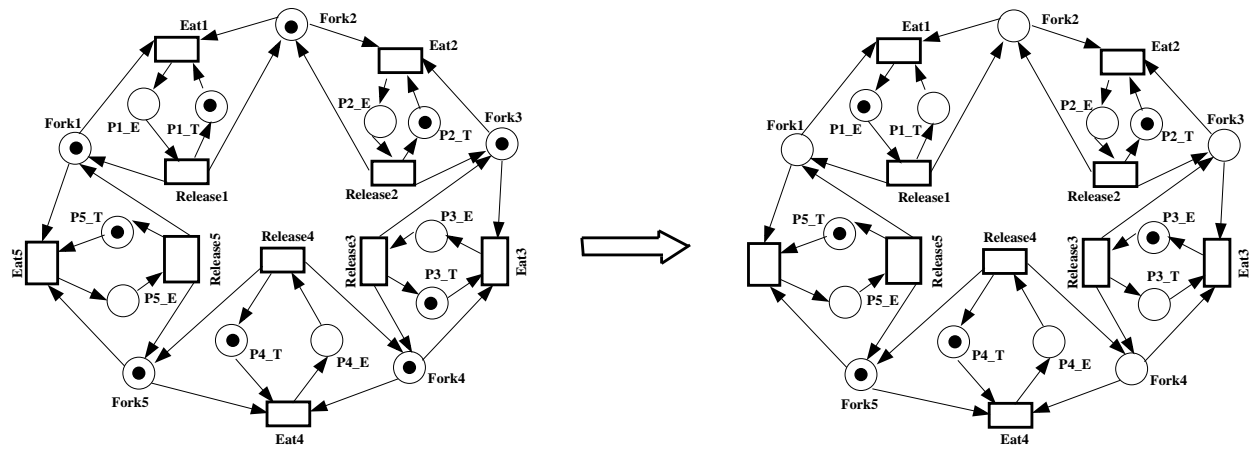 Eat1
Fork2
Eat2
P2_E
P1_E
P1_T
P2_T
Fork1
Fork3
Release1
Release2
P5_T
P3_E
Release4
Eat5
Release5
Release3
Eat3
P3_T
P5_E
P4_T
P4_E
Fork4
Fork5
Eat4
Eat1
Fork2
Eat2
P2_E
P1_E
P1_T
P2_T
Fork1
Fork3
Release1
Release2
P5_T
P3_E
Release4
Release5
Release3
Eat3
P3_T
P5_E
P4_T
P4_E
Fork4
Fork5
Eat4